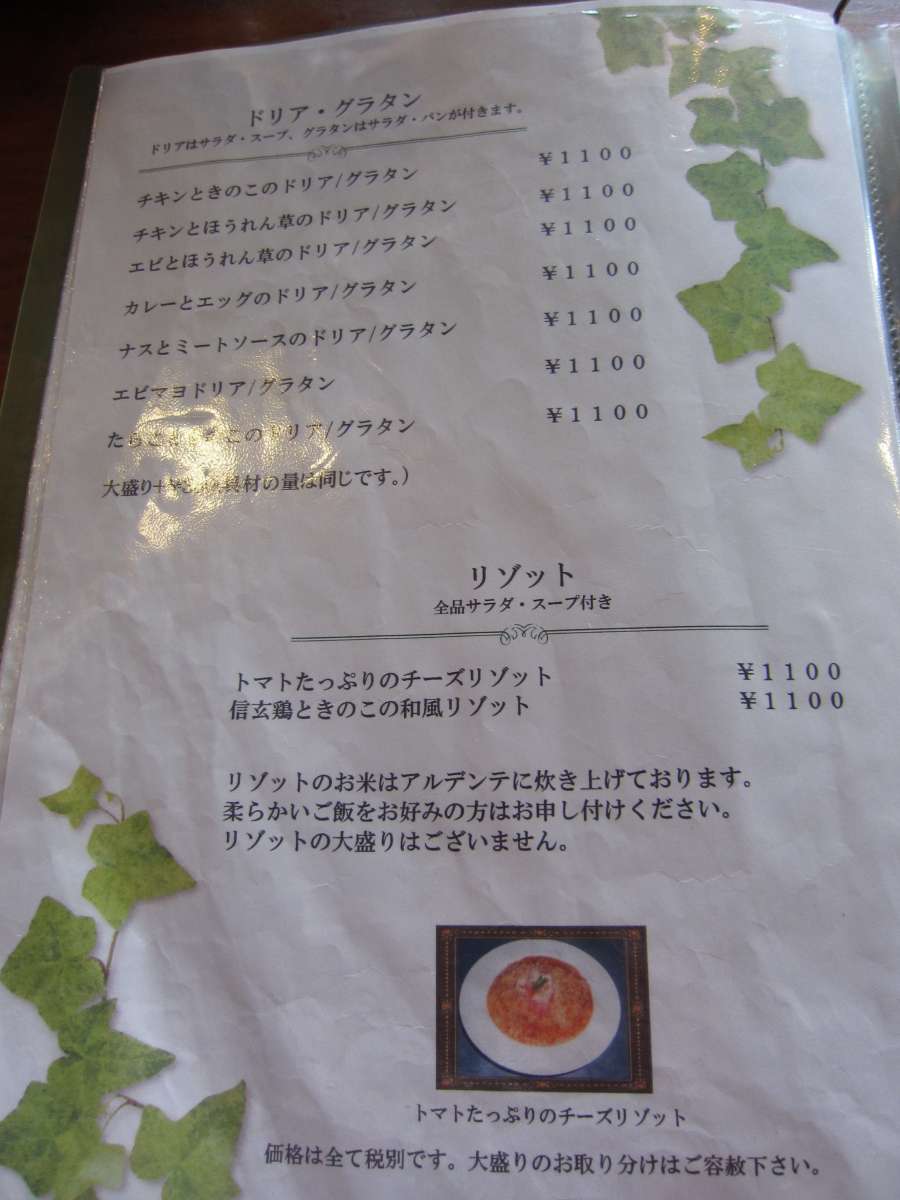 ドリア・グラタン
ドリアはサラダ・スープ、グラタンはサラダ・パンが付きます。
チキンときのこのドリア/グラタン ¥1100
チキンとほうれん草のドリア/グラタン ¥1100
エビとほうれん草のドリア/グラタン ¥1100
カレーとエッグのドリア/グラタン ¥1100
ナスとミートソースのドリア/グラタン ¥1100
エビマヨドリア/グラタン ¥1100
このドリア/グラタン ¥1100
大盛り+ 具材の量は同じです。)
リゾット
全品サラダ・スープ付き
トマトたっぷりのチーズリゾット ¥1100
信玄鶏ときのこの和風リゾット ¥1100
リゾットのお米はアルデンテに炊き上げております。
柔らかいご飯をお好みの方はお申し付けください。
リゾットの大盛りはございません。
トマトたっぷりのチーズリゾット
価格は全て税別です。大盛りのお取り分けはご容赦下さい。